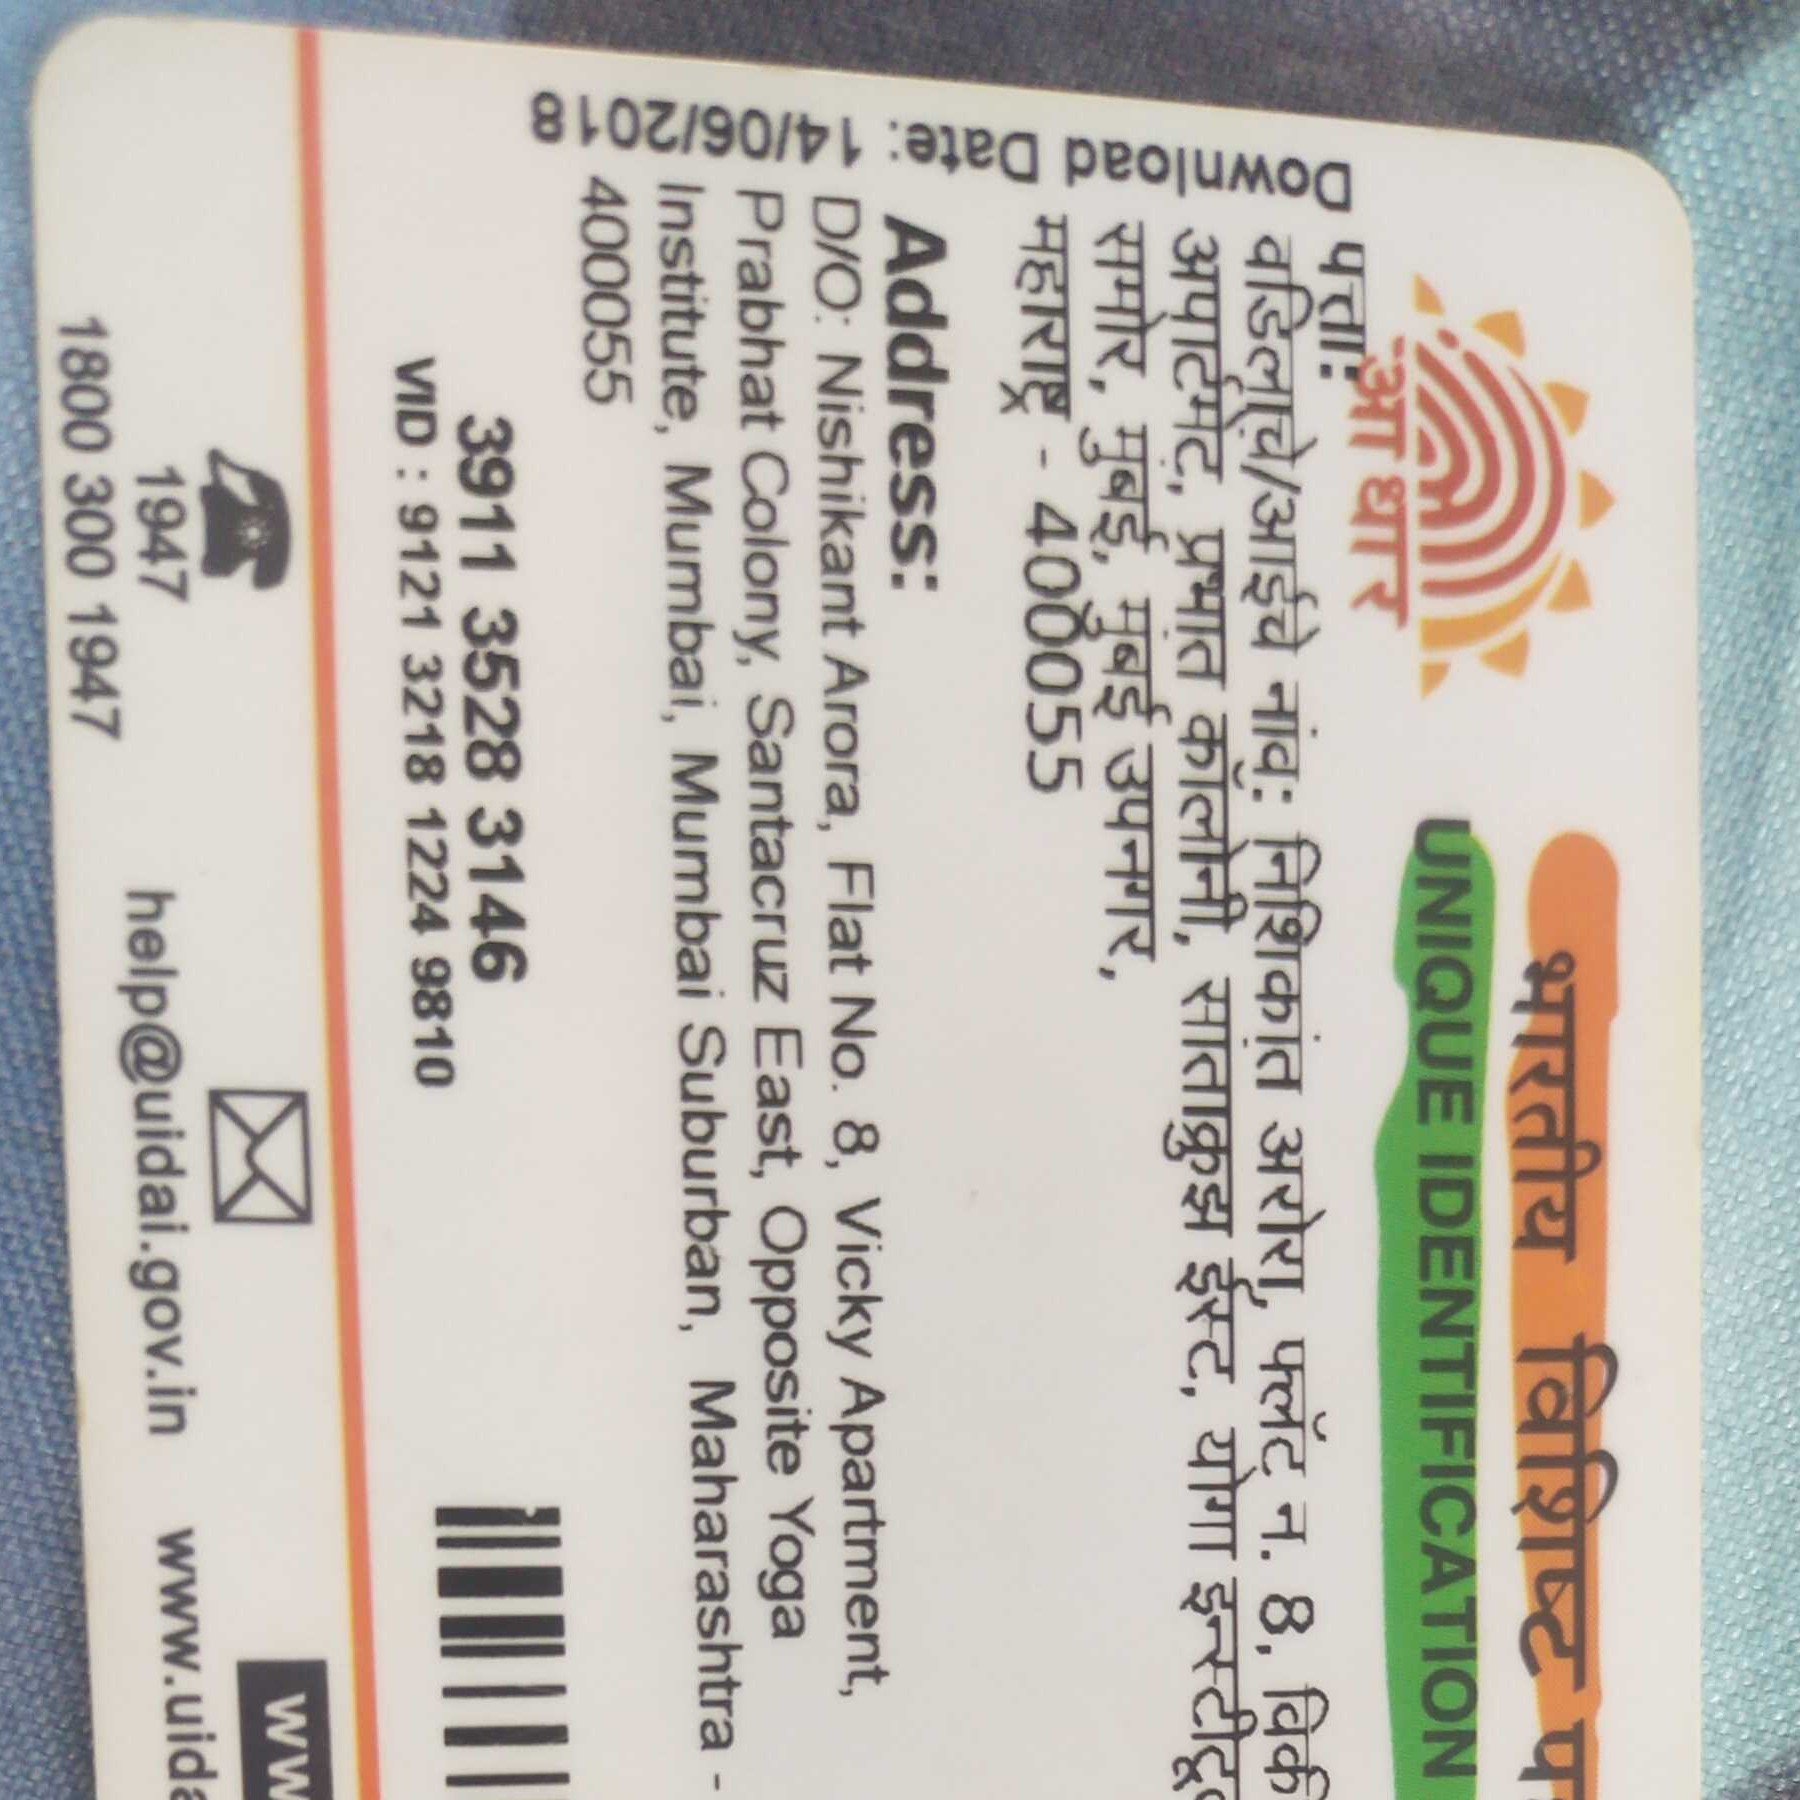 भारतीय विशिष्ट
UNIQUE IDENTIFICATION
आधार
Download Date: 14/06/2018
पत्ता:
वडिलांचे/आईचे नांव: निशिकांत अरोरा, फ्लॅट न. 8,
अपार्टमेंट, प्रभात कॉलोनी, सांताक्रुझ ईस्ट, योगा
समोर, मुंबई, मुंबई उपनगर,
महाराष्ट्र - 400055
Address:
D/O: Nishikant Arora, Flat No. 8, Vicky Apartment,
Prabhat Colony, Santacruz East, Opposite Yoga
Institute, Mumbai, Mumbai Suburban, Maharashtra -
400055
3911 3528 3146
VID : 9121 3218 1224 9810
1947
1800 300 1947
help@uidai.gov.in